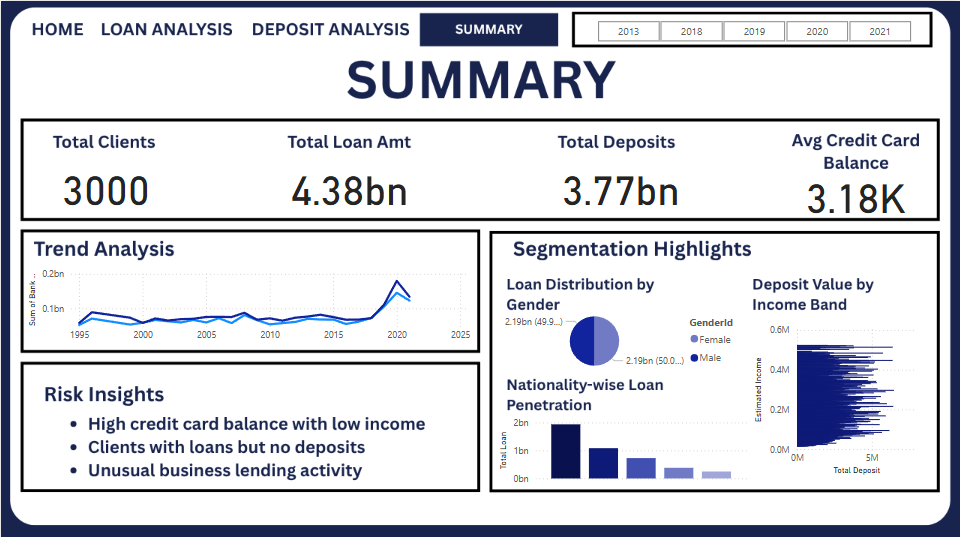 HOME LOAN ANALYSIS DEPOSIT ANALYSIS SUMMARY 2013 2018 2019 2020 2021
SUMMARY
Total Clients
3000
Total Loan Amt
4.38bn
Total Deposits
3.77bn
Avg Credit Card
Balance
3.18K
Trend Analysis
Sum of Bank ...
0.2bn
0.1bn
1995 2000 2005 2010 2015 2020 2025
Risk Insights
• High credit card balance with low income
• Clients with loans but no deposits
• Unusual business lending activity
Segmentation Highlights
Loan Distribution by
Gender
2.19bn (49.9...)
2.19bn (50.0...)
GenderId
Female
Male
Nationality-wise Loan
Penetration
Total Loan
2bn
1bn
0bn
Deposit Value by
Income Band
Estimated Income
0.6M
0.4M
0.2M
0.0M
0M 5M
Total Deposit